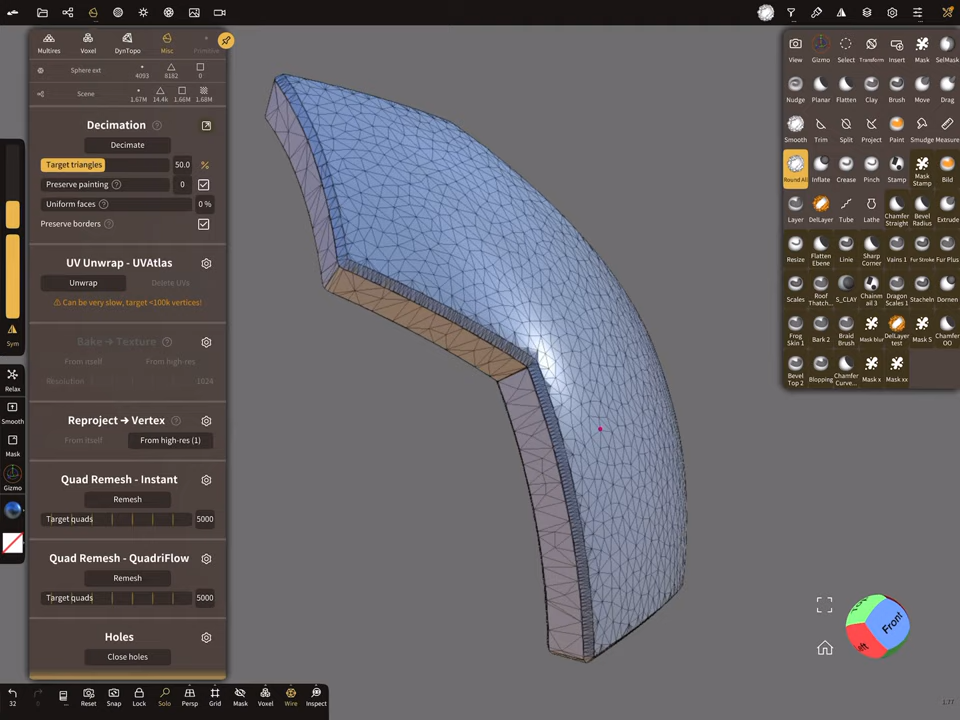 Multires Voxel DynTopo Misc Primitive
Sphere ext 4093 8182 0
Scene 1.67M 14.4k 1.66M 1.68M
Decimation
Decimate
Target triangles 50.0 %
Preserve painting 0
Uniform faces 0 %
Preserve borders
UV Unwrap - UVAtlas
Unwrap Delete UVs
Can be very slow, target <100k vertices!
Bake → Texture
From itself From high-res
Resolution 1024
Reproject → Vertex
From itself From high-res (1)
Quad Remesh - Instant
Remesh
Target quads 5000
Quad Remesh - QuadriFlow
Remesh
Target quads 5000
Holes
Close holes
Sym
Relax
Smooth
Mask
Gizmo
32 0 Reset Snap Lock Solo Persp Grid Mask Voxel Wire Inspect
View Gizmo Select Transform Insert Mask SelMask
Nudge Planar Flatten Clay Brush Move Drag
Smooth Trim Split Project Paint Smudge Measure
Round All Inflate Crease Pinch Stamp Mask Stamp Bild
Layer DelLayer Tube Lathe Chamfer Straight Bevel Radius Extrude
Resize Flatten Ebene Linie Sharp Corner Vains 1 Fur Stroke Fur Plus
Scales Roof Thatch... S_CLAY Chainmail 3 Dragon Scales 1 Stacheln Dornen
Frog Skin 1 Bark 2 Braid Brush Mask blur DelLayer test Mask S Chamfer OO
Bevel Top 2 Blopping Chamfer Curve... Mask x Mask xx
Front
1.77